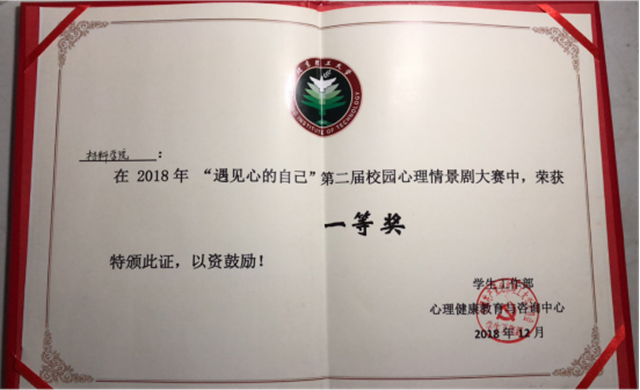 INSTITUTE OF TECHNOLOGY
材料学院：
在 2018 年 “遇见心的自己”第二届校园心理情景剧大赛中，荣获
一等奖
特颁此证，以资鼓励！
学生工作部
心理健康教育与咨询中心
2018 年 12 月